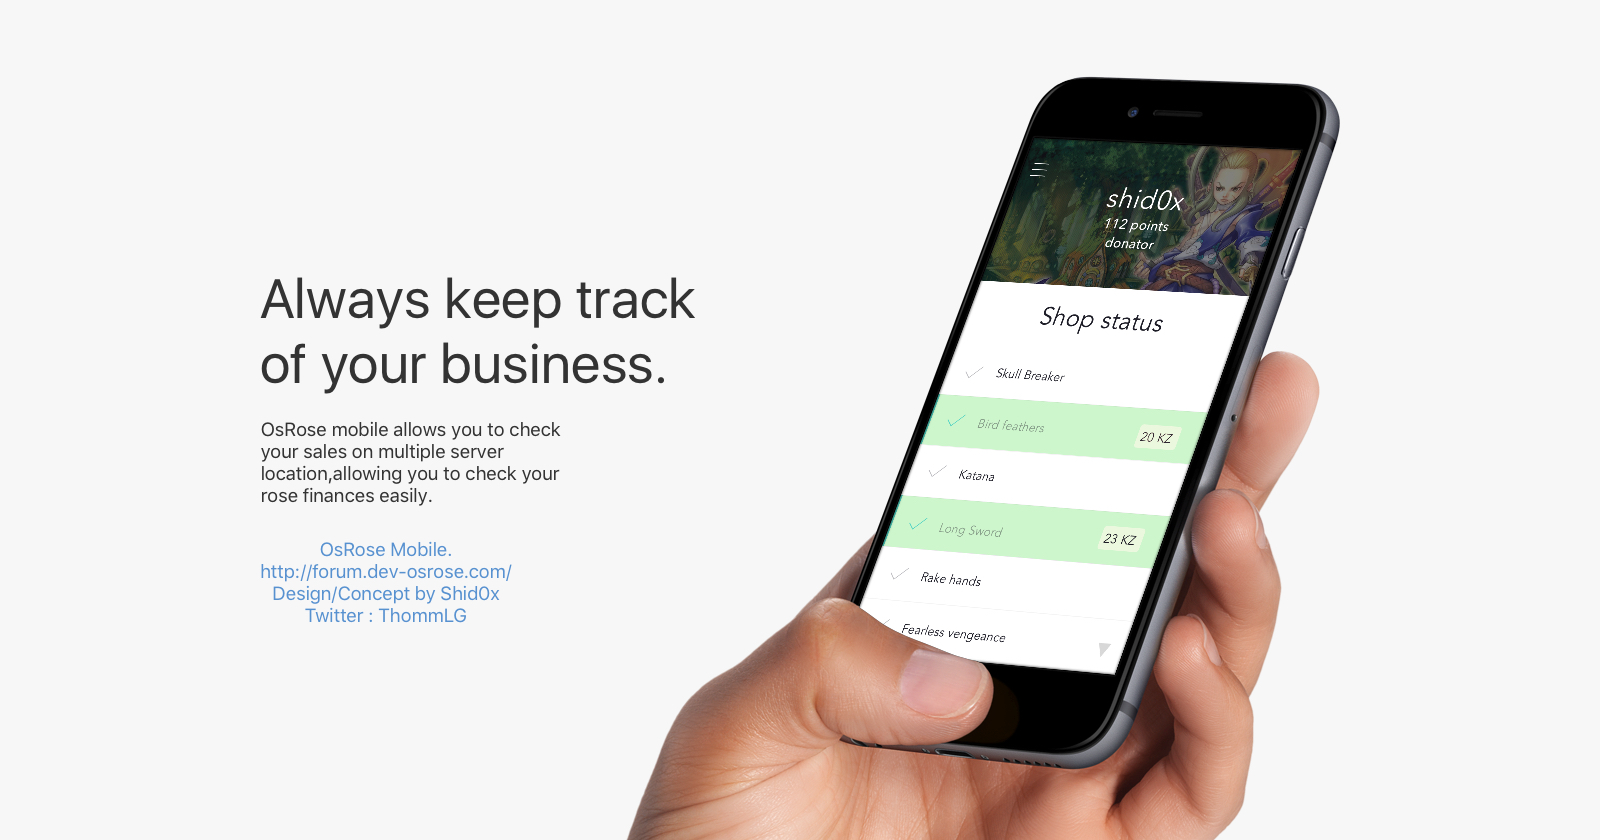 Always keep track
of your business.
OsRose mobile allows you to check
your sales on multiple server
location,allowing you to check your
rose finances easily.
OsRose Mobile.
http://forum.dev-osrose.com/
Design/Concept by Shid0x
Twitter : ThommLG
shid0x
112 points
donator
Shop status
Skull Breaker
Bird feathers
20 KZ
Katana
Long Sword
23 KZ
Rake hands
Fearless vengeance